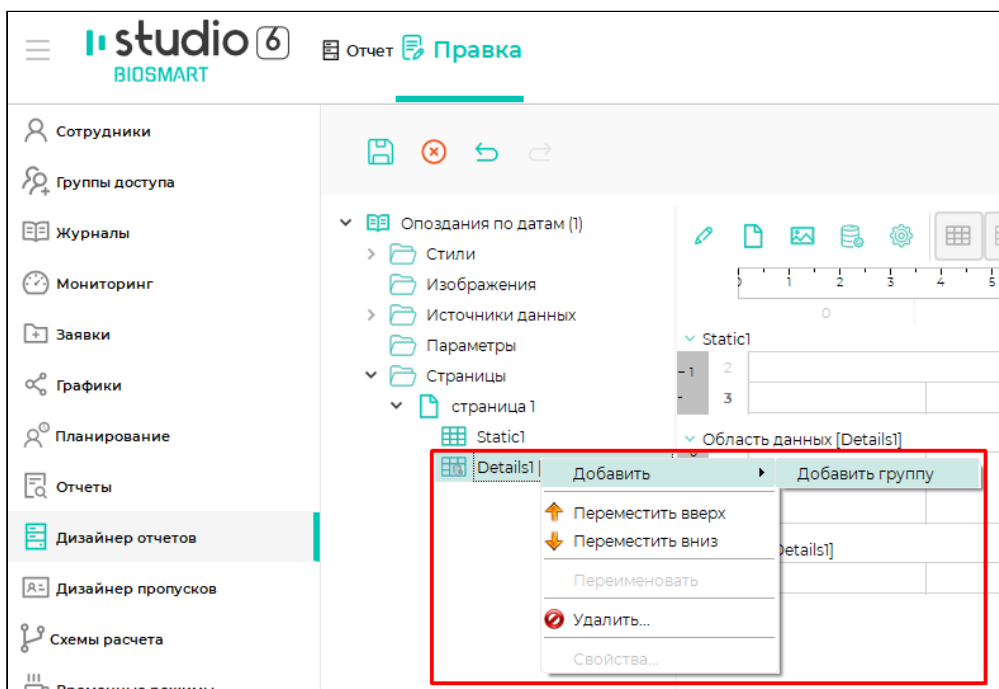 studio 6
BIOSMART
Отчет
Правка
Сотрудники
Группы доступа
Журналы
Мониторинг
Заявки
Графики
Планирование
Отчеты
Дизайнер отчетов
Дизайнер пропусков
Схемы расчета
Временные режимы
Опоздания по датам (1)
Стили
Изображения
Источники данных
Параметры
Страницы
страница 1
Static1
Details1
1 2 3 4 5
0
Static1
1
2
3
Область данных [Details1]
Details1]
Добавить
Добавить группу
Переместить вверх
Переместить вниз
Переименовать
Удалить...
Свойства...